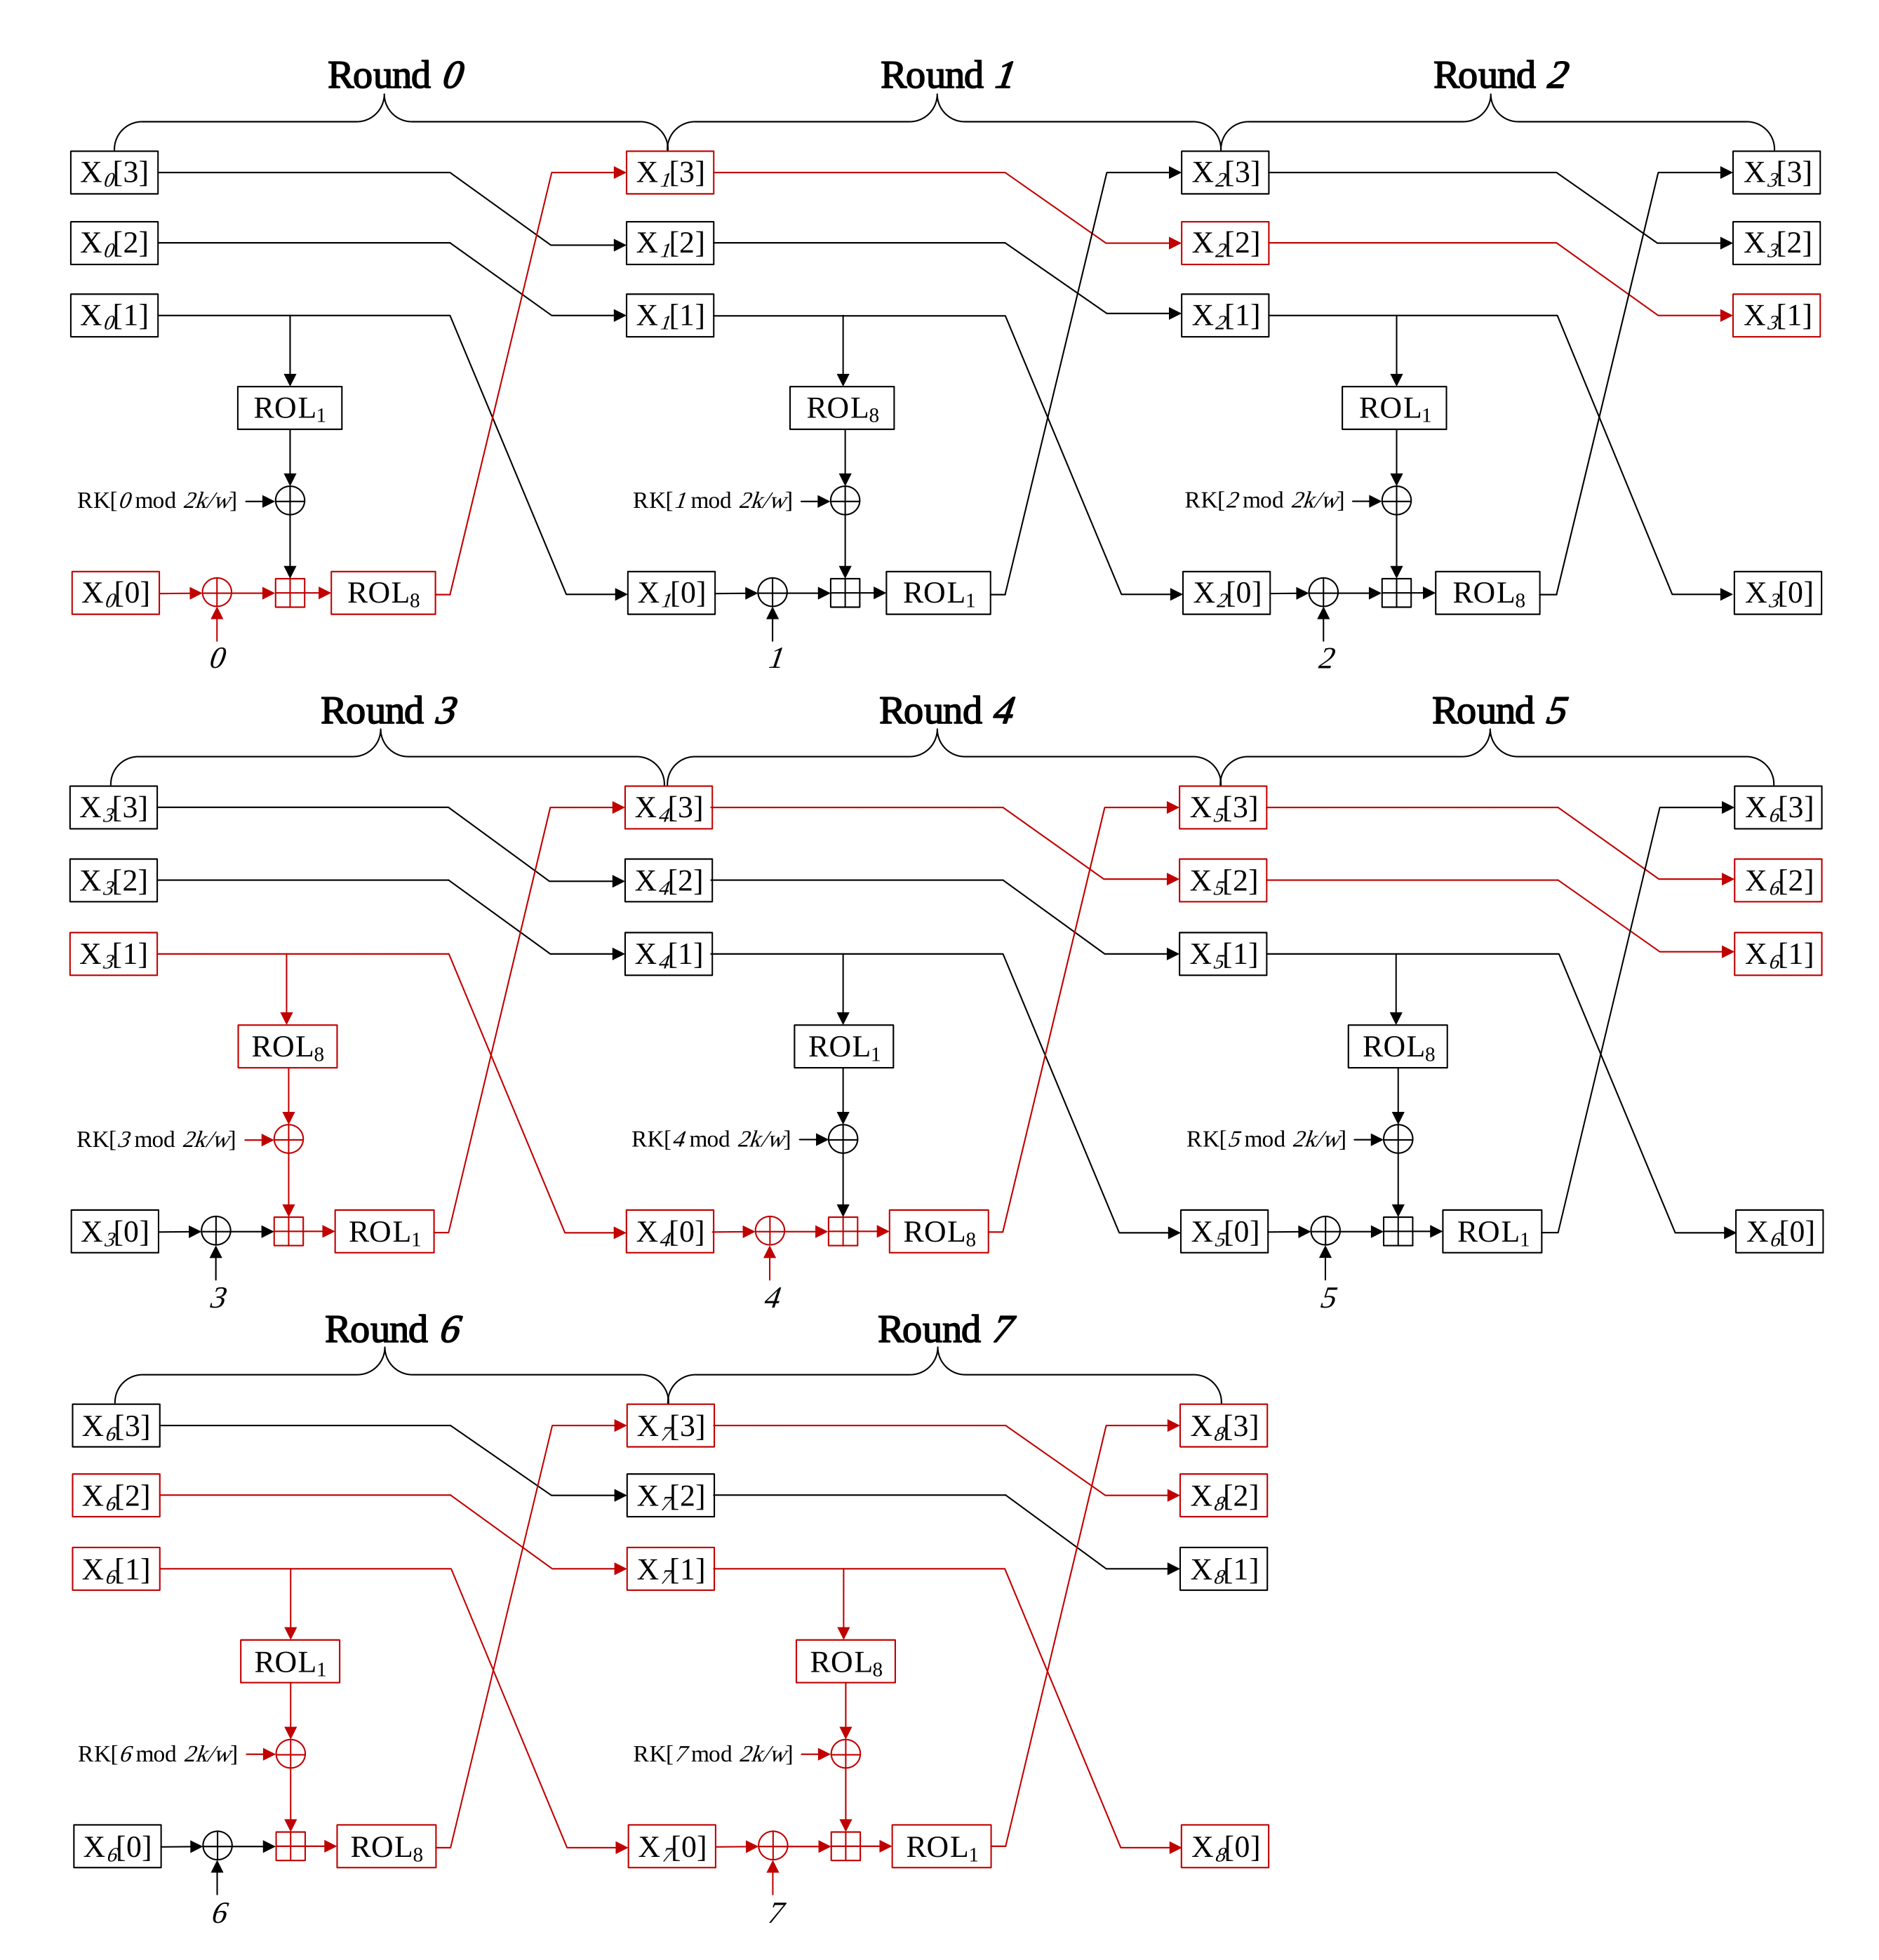 Round 0 Round 1 Round 2
X0[3] X1[3] X2[3] X3[3]
X0[2] X1[2] X2[2] X3[2]
X0[1] X1[1] X2[1] X3[1]
ROL1 ROL8 ROL1
RK[0 mod 2k/w] RK[1 mod 2k/w] RK[2 mod 2k/w]
X0[0] ROL8 X1[0] ROL1 X2[0] ROL8 X3[0]
0 1 2
Round 3 Round 4 Round 5
X3[3] X4[3] X5[3] X6[3]
X3[2] X4[2] X5[2] X6[2]
X3[1] X4[1] X5[1] X6[1]
ROL8 ROL1 ROL8
RK[3 mod 2k/w] RK[4 mod 2k/w] RK[5 mod 2k/w]
X3[0] ROL1 X4[0] ROL8 X5[0] ROL1 X6[0]
3 4 5
Round 6 Round 7
X6[3] X7[3] X8[3]
X6[2] X7[2] X8[2]
X6[1] X7[1] X8[1]
ROL1 ROL8
RK[6 mod 2k/w] RK[7 mod 2k/w]
X6[0] ROL8 X7[0] ROL1 X8[0]
6 7